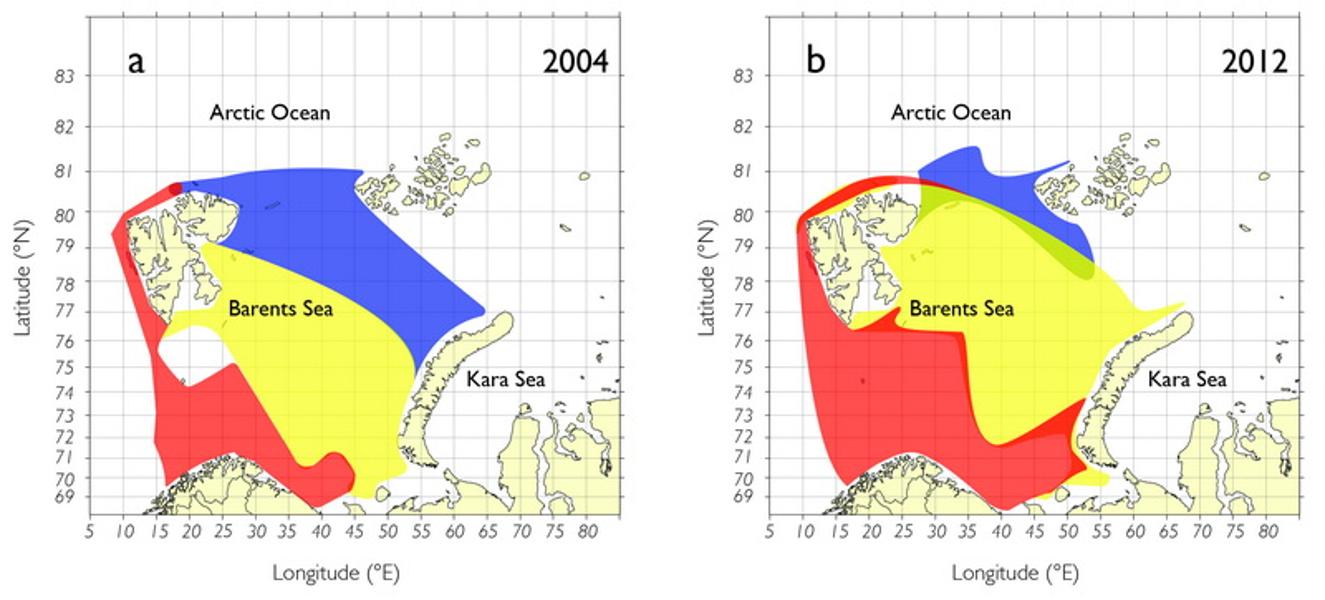 a
2004
Arctic Ocean
Barents Sea
Kara Sea
83
82
81
80
79
78
77
76
75
74
73
72
71
70
69
Latitude (°N)
5 10 15 20 25 30 35 40 45 50 55 60 65 70 75 80
Longitude (°E)
b
2012
Arctic Ocean
Barents Sea
Kara Sea
83
82
81
80
79
78
77
76
75
74
73
72
71
70
69
Latitude (°N)
5 10 15 20 25 30 35 40 45 50 55 60 65 70 75 80
Longitude (°E)